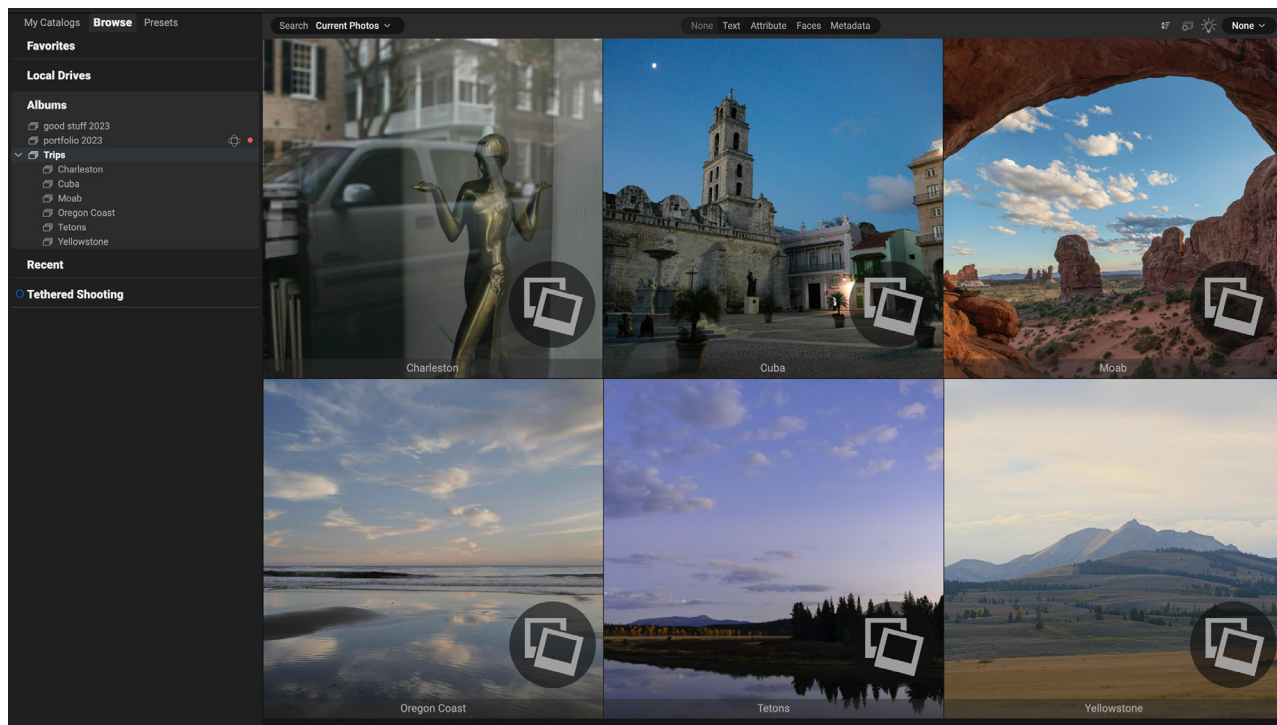 My Catalogs Browse Presets
Search Current Photos
None Text Attribute Faces Metadata
None
Favorites
Local Drives
Albums
good stuff 2023
portfolio 2023
Trips
Charleston
Cuba
Moab
Oregon Coast
Tetons
Yellowstone
Recent
Tethered Shooting
Charleston
Cuba
Moab
Oregon Coast
Tetons
Yellowstone